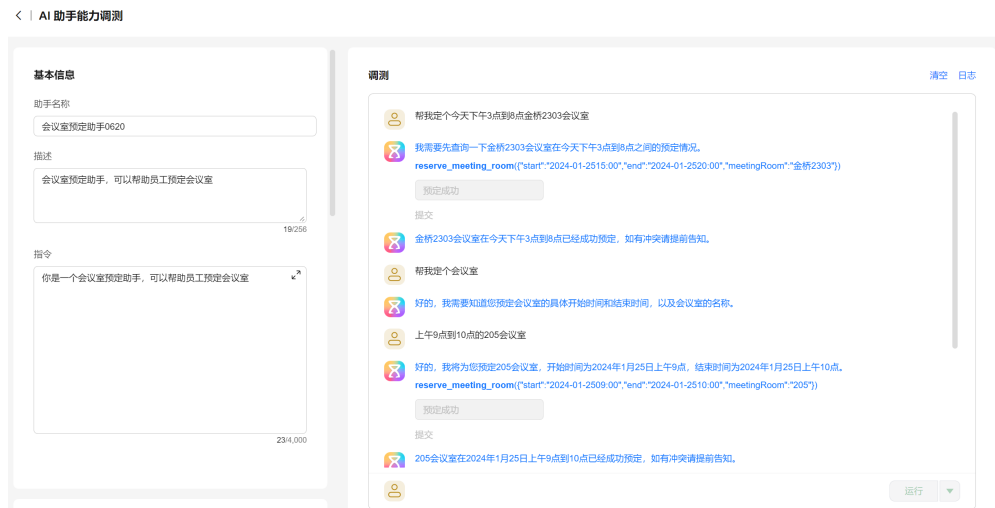 AI 助手能力调测
基本信息
助手名称
会议室预定助手0620
描述
会议室预定助手，可以帮助员工预定会议室
19/256
指令
你是一个会议室预定助手，可以帮助员工预定会议室
23/4,000
调测
清空 日志
帮我定个今天下午3点到8点金桥2303会议室
我需要先查询一下金桥2303会议室在今天下午3点到8点之间的预定情况。
reserve_meeting_room({"start":"2024-01-2515:00","end":"2024-01-2520:00","meetingRoom":"金桥2303"})
预定成功
提交
金桥2303会议室在今天下午3点到8点已经成功预定，如有冲突请提前告知。
帮我定个会议室
好的，我需要知道您预定会议室的具体开始时间和结束时间，以及会议室的名称。
上午9点到10点的205会议室
好的，我将为您预定205会议室，开始时间为2024年1月25日上午9点，结束时间为2024年1月25日上午10点。
reserve_meeting_room({"start":"2024-01-2509:00","end":"2024-01-2510:00","meetingRoom":"205"})
预定成功
提交
205会议室在2024年1月25日上午9点到10点已经成功预定，如有冲突请提前告知。
运行